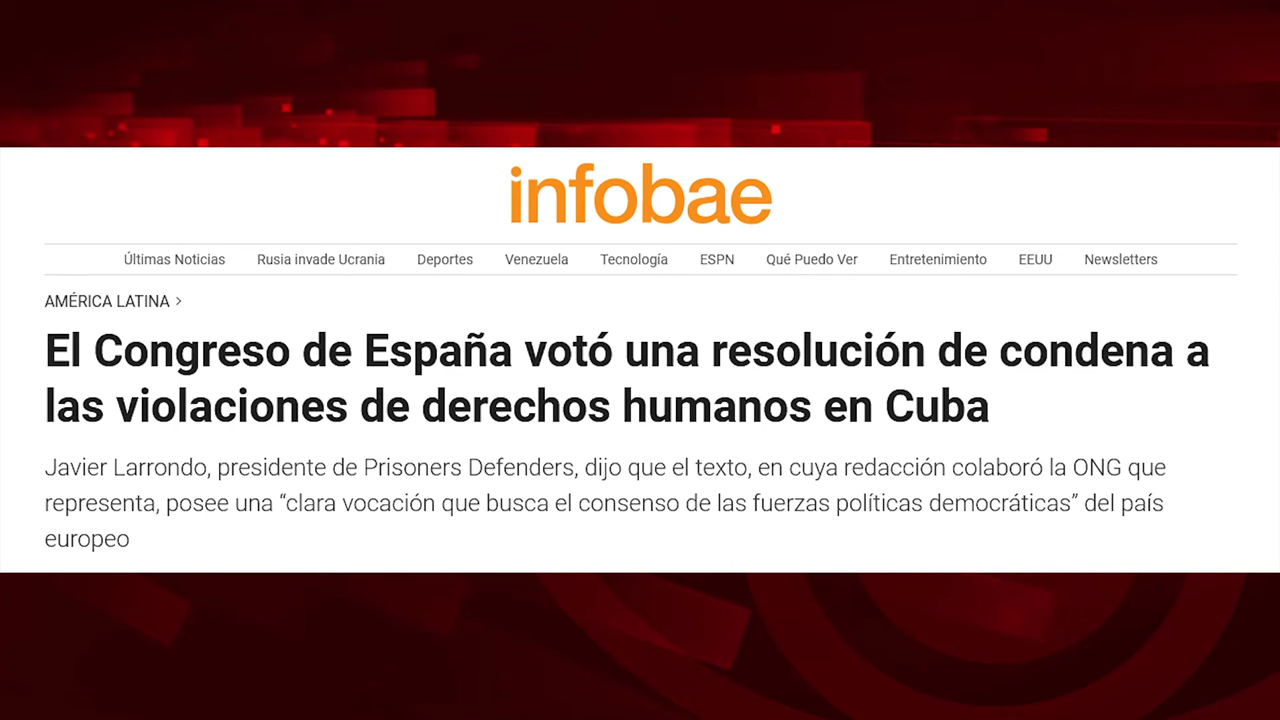 infobae
Últimas Noticias Rusia invade Ucrania Deportes Venezuela Tecnología ESPN Qué Puedo Ver Entretenimiento EEUU Newsletters
AMÉRICA LATINA >
El Congreso de España votó una resolución de condena a
las violaciones de derechos humanos en Cuba
Javier Larrondo, presidente de Prisoners Defenders, dijo que el texto, en cuya redacción colaboró la ONG que
representa, posee una “clara vocación que busca el consenso de las fuerzas políticas democráticas” del país
europeo